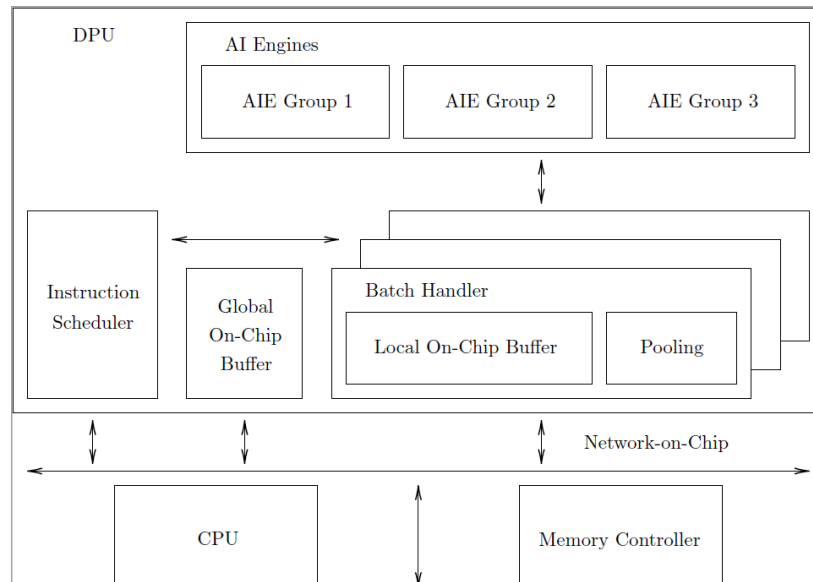 DPU
AI Engines
AIE Group 1
AIE Group 2
AIE Group 3
Instruction
Scheduler
Global
On-Chip
Buffer
Batch Handler
Local On-Chip Buffer
Pooling
Network-on-Chip
CPU
Memory Controller